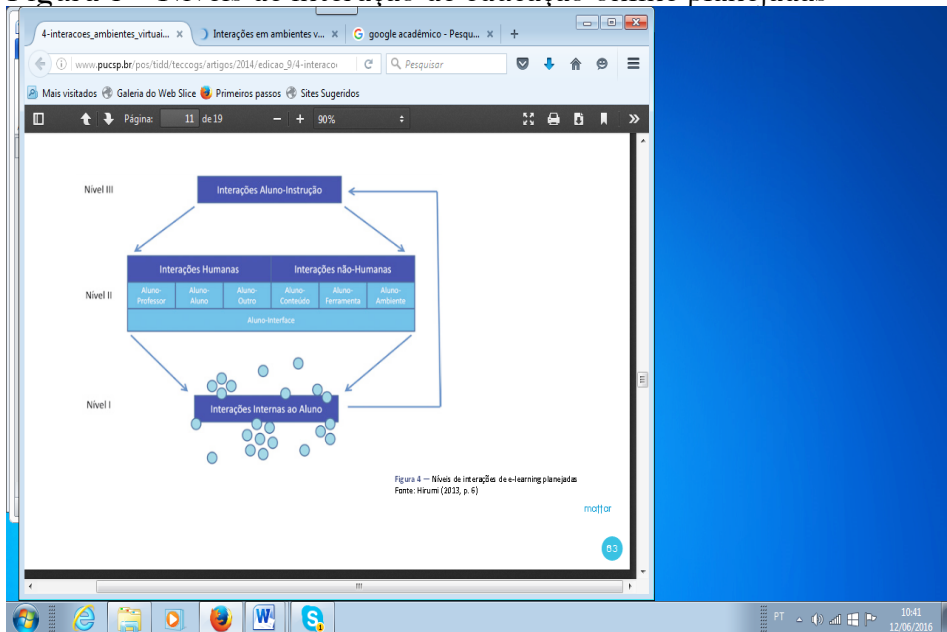 4-interacoes_ambientes_virtuai... × Interações em ambientes v... × G google acadêmico - Pesqu... × +
www.pucsp.br/pos/tidd/teccogs/artigos/2014/edicao_9/4-interaco Pesquisar
Mais visitados Galeria do Web Slice Primeiros passos Sites Sugeridos
Página: 11 de 19 − + 90%
Nível III
Interações Aluno-Instrução
Interações Humanas
Interações não-Humanas
Nível II
Aluno-Professor
Aluno-Aluno
Aluno-Outro
Aluno-Conteúdo
Aluno-Ferramenta
Aluno-Ambiente
Aluno-Interface
Nível I
Interações Internas ao Aluno
Figura 4 — Níveis de interações de e-learning planejadas
Fonte: Hirumi (2013, p. 6)
mattar
83
PT
10:41
12/06/2016